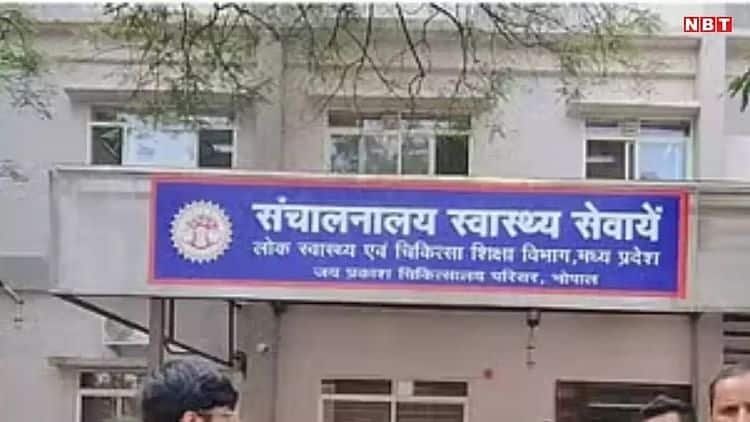 NBT
संचालनालय स्वास्थ्य सेवायें
लोक स्वास्थ्य एवं चिकित्सा शिक्षा विभाग,मध्य प्रदेश
जय प्रकाश चिकित्सालय परिसर, भोपाल